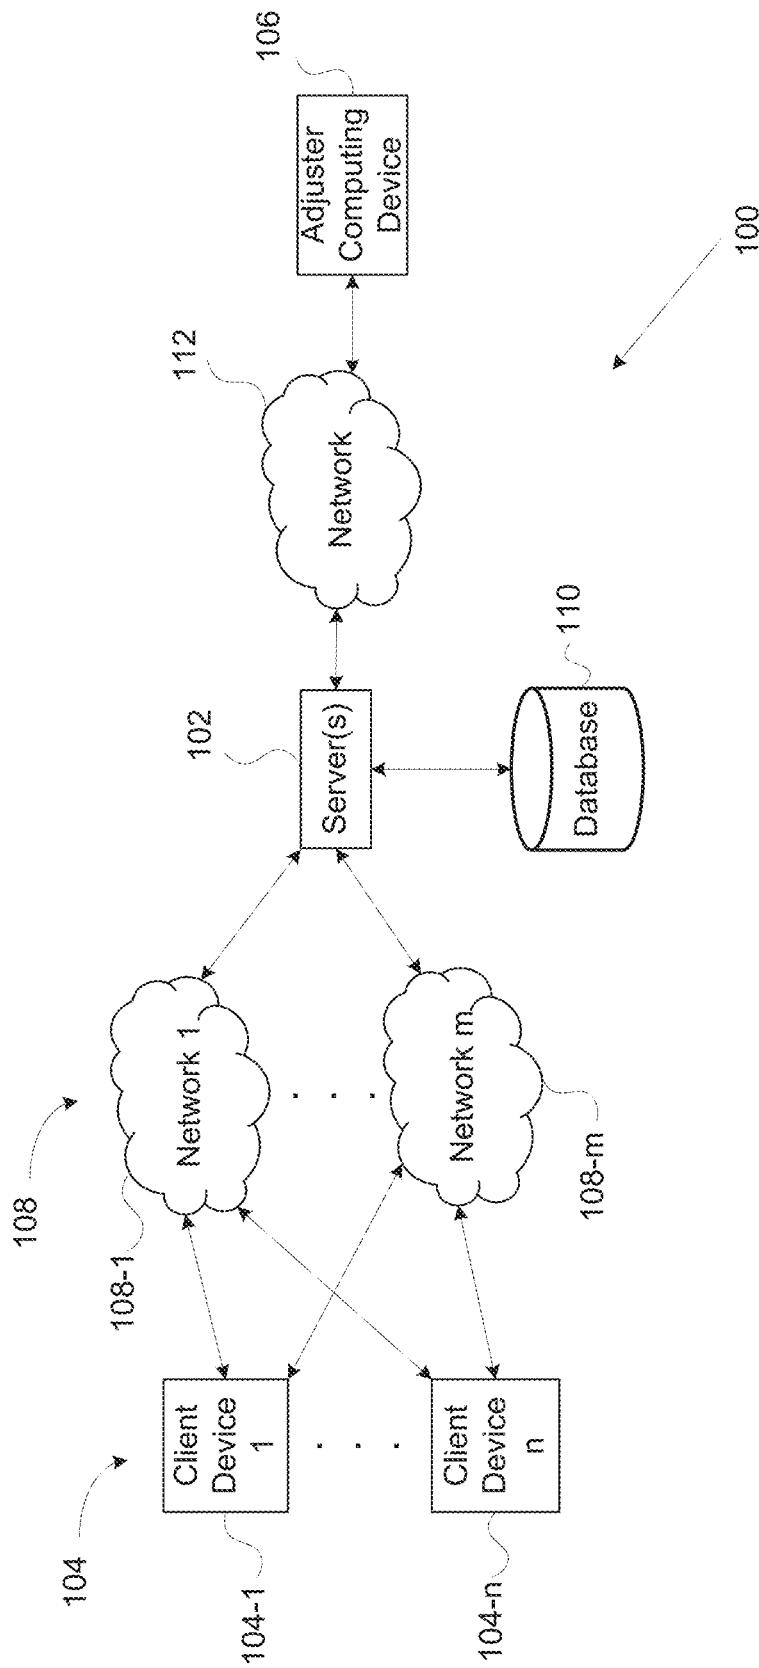 104
104-1
Client
Device
1
Client
Device
n
104-n
108
108-1
Network 1
Network m
108-m
102
Server(s)
Database
110
112
Network
106
Adjuster
Computing
Device
100